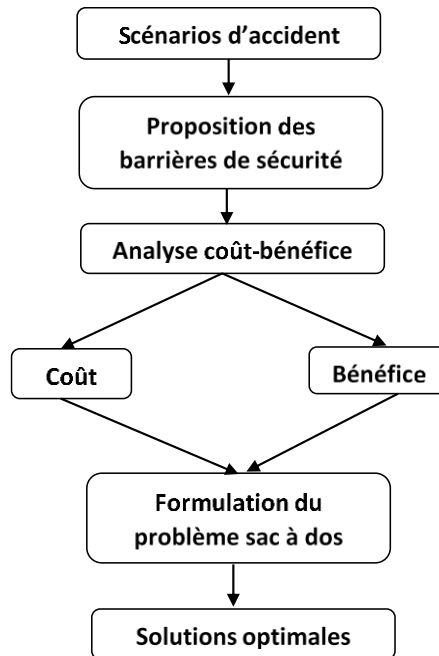 Scénarios d’accident
Proposition des
barrières de sécurité
Analyse coût-bénéfice
Coût
Bénéfice
Formulation du
problème sac à dos
Solutions optimales